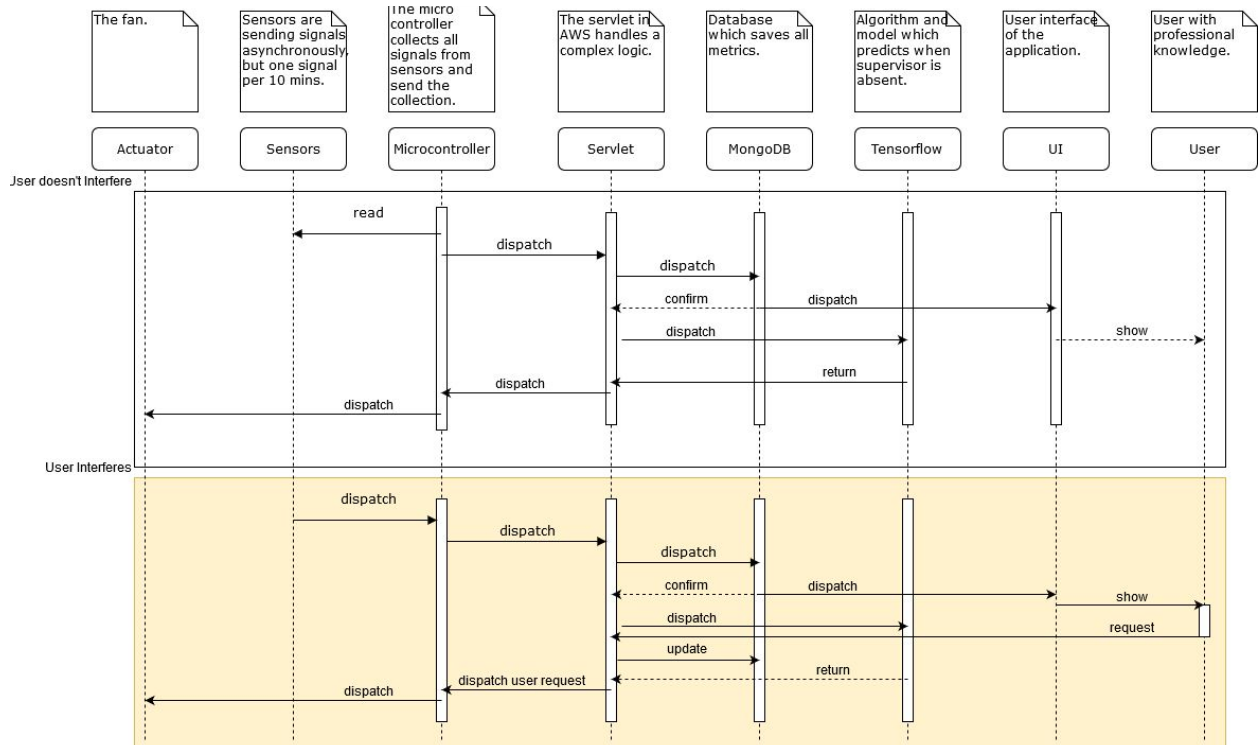 The fan.
Sensors are
sending signals
asynchronously,
but one signal
per 10 mins.
The micro
controller
collects all
signals from
sensors and
send the
collection.
The servlet in
AWS handles a
complex logic.
Database
which saves all
metrics.
Algorithm and
model which
predicts when
supervisor is
absent.
User interface
of the
application.
User with
professional
knowledge.
Actuator
Sensors
Microcontroller
Servlet
MongoDB
Tensorflow
UI
User
User doesn't Interfere
read
dispatch
dispatch
confirm
dispatch
dispatch
show
return
dispatch
dispatch
User Interferes
dispatch
dispatch
dispatch
confirm
dispatch
show
dispatch
request
update
return
dispatch user request
dispatch